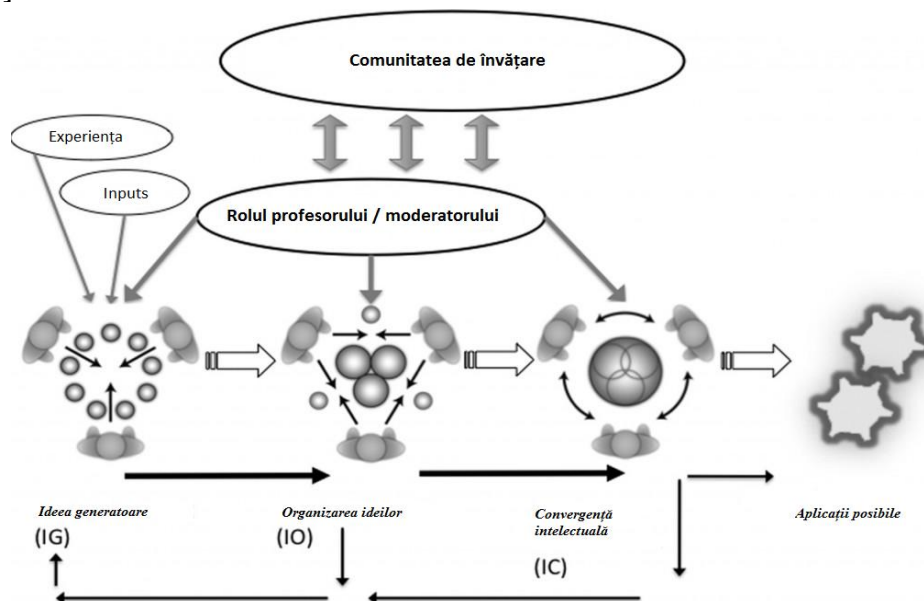 Comunitatea de învățare
Experiența
Inputs
Rolul profesorului / moderatorului
Ideea generatoare
(IG)
Organizarea ideilor
(IO)
Convergență
intelectuală
(IC)
Aplicații posibile